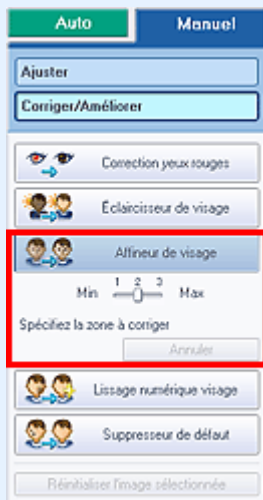 Auto Manuel
Ajuster
Corriger/Améliorer
Correction yeux rouges
Éclaircisseur de visage
Affineur de visage
1 2 3
Min Max
Spécifiez la zone à corriger
Annuler
Lissage numérique visage
Suppresseur de défaut
Réinitialiser l'image sélectionnée